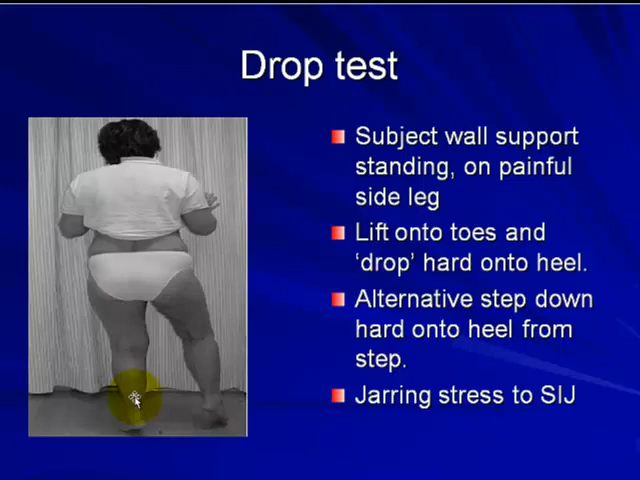 Drop test
Subject wall support
standing, on painful
side leg
Lift onto toes and
‘drop’ hard onto heel.
Alternative step down
hard onto heel from
step.
Jarring stress to SIJ